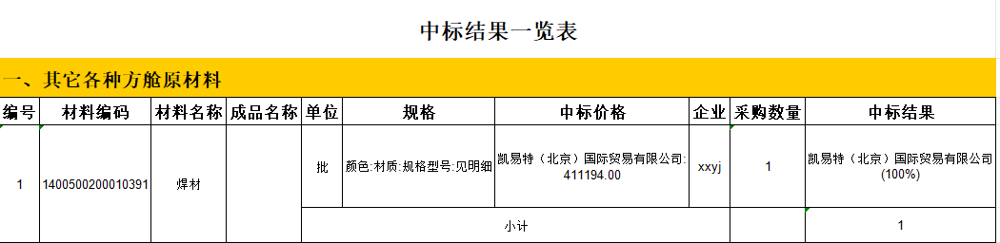 中标结果一览表
一、其它各种方舱原材料
编号 材料编码 材料名称 成品名称 单位 规格 中标价格 企业 采购数量 中标结果
1 1400500200010391 焊材 批 颜色:材质:规格型号:见明细 凯易特（北京）国际贸易有限公司: xxyj 1 凯易特（北京）国际贸易有限公司
411194.00 (100%)
小计 1